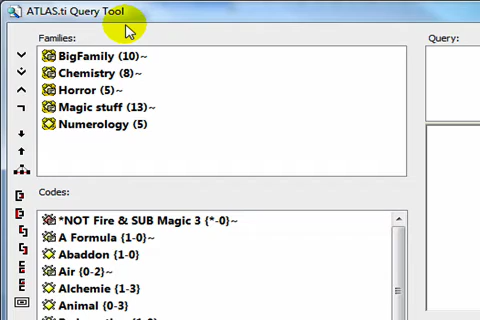 ATLAS.ti Query Tool
Families:
BigFamily (10)~
Chemistry (8)~
Horror (5)~
Magic stuff (13)~
Numerology (5)
Query:
Codes:
*NOT Fire & SUB Magic 3 {*-0}~
A Formula {1-0}~
Abaddon {1-0}
Air {0-2}~
Alchemie {1-3}
Animal {0-3}